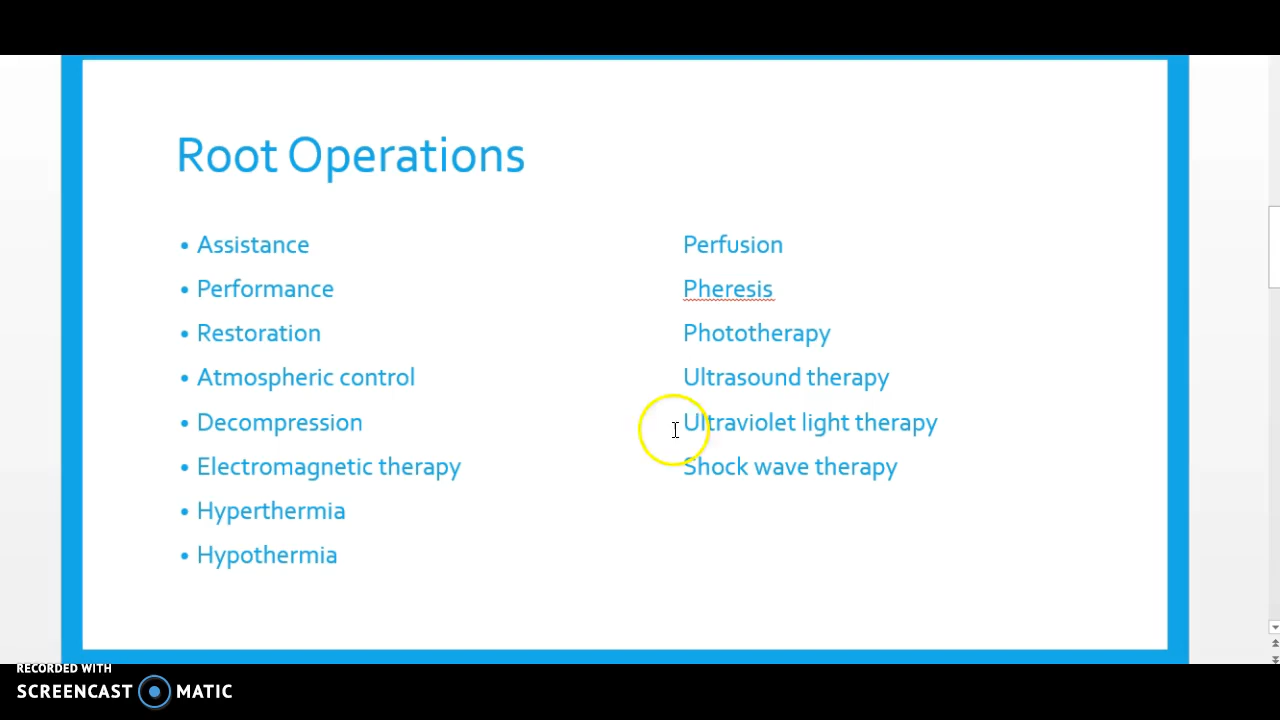 Root Operations
• Assistance
• Performance
• Restoration
• Atmospheric control
• Decompression
• Electromagnetic therapy
• Hyperthermia
• Hypothermia
Perfusion
Pheresis
Phototherapy
Ultrasound therapy
Ultraviolet light therapy
Shock wave therapy
RECORDED WITH
SCREENCAST MATIC